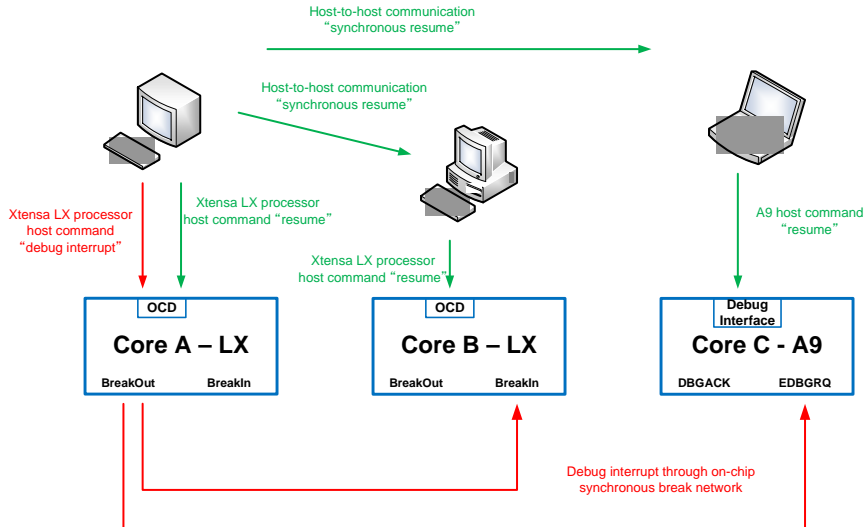 Host-to-host communication
“synchronous resume”
Host-to-host communication
“synchronous resume”
Xtensa LX processor
host command
“debug interrupt”
Xtensa LX processor
host command “resume”
Xtensa LX processor
host command “resume”
A9 host command
“resume”
OCD
Core A – LX
BreakOut BreakIn
OCD
Core B – LX
BreakOut BreakIn
Debug
Interface
Core C - A9
DBGACK EDBGRQ
Debug interrupt through on-chip
synchronous break network